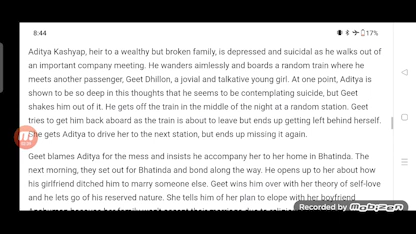 8:44
17%
Aditya Kashyap, heir to a wealthy but broken family, is depressed and suicidal as he walks out of
an important company meeting. He wanders aimlessly and boards a random train where he
meets another passenger, Geet Dhillon, a jovial and talkative young girl. At one point, Aditya is
shown to be so deep in this thoughts that he seems to be contemplating suicide, but Geet
shakes him out of it. He gets off the train in the middle of the night at a random station. Geet
tries to get him back aboard as the train is about to leave but ends up getting left behind herself.
She gets Aditya to drive her to the next station, but ends up missing it again.
Geet blames Aditya for the mess and insists he accompany her to her home in Bhatinda. The
next morning, they set out for Bhatinda and bond along the way. He opens up to her about how
his girlfriend ditched him to marry someone else. Geet wins him over with her theory of self-love
and he lets go of his reserved nature. She tells him of her plan to elope with her boyfriend
Recorded by Mobizen